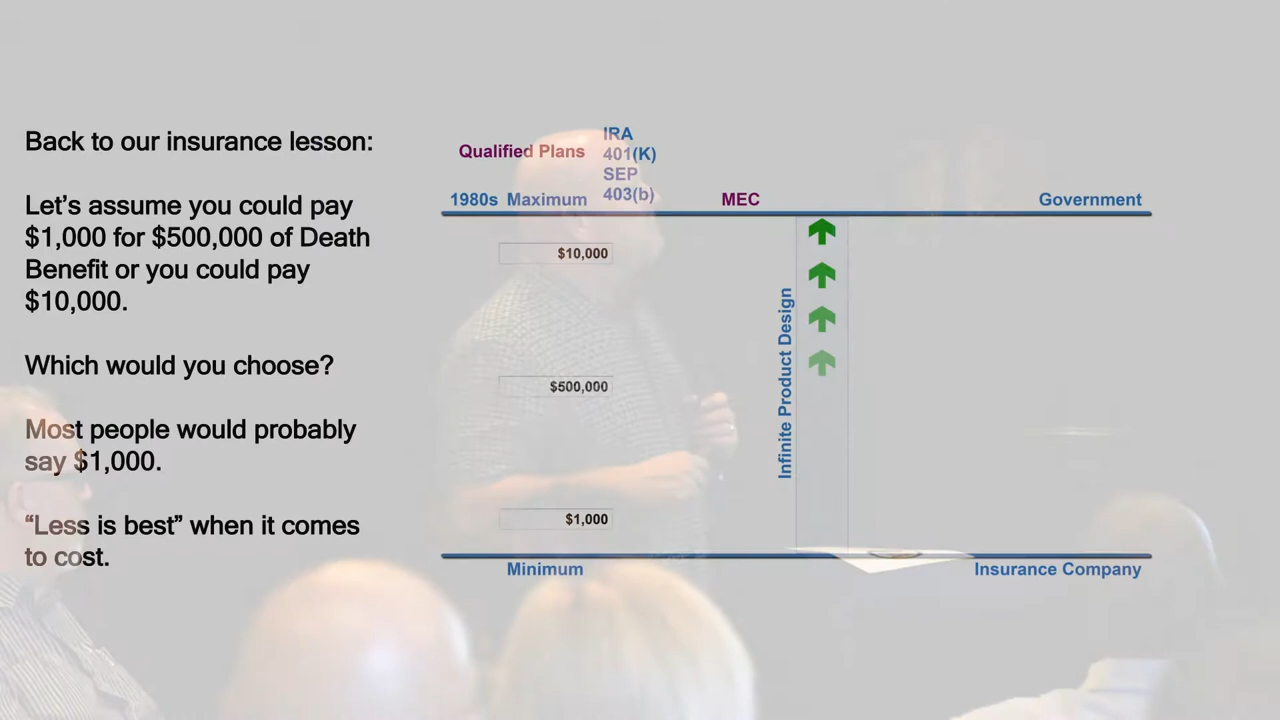 Back to our insurance lesson:
Let’s assume you could pay
$1,000 for $500,000 of Death
Benefit or you could pay
$10,000.
Which would you choose?
Most people would probably
say $1,000.
“Less is best” when it comes
to cost.
Qualified Plans
IRA
401(K)
SEP
403(b)
1980s Maximum
MEC
Government
$10,000
$500,000
$1,000
Infinite Product Design
Minimum
Insurance Company